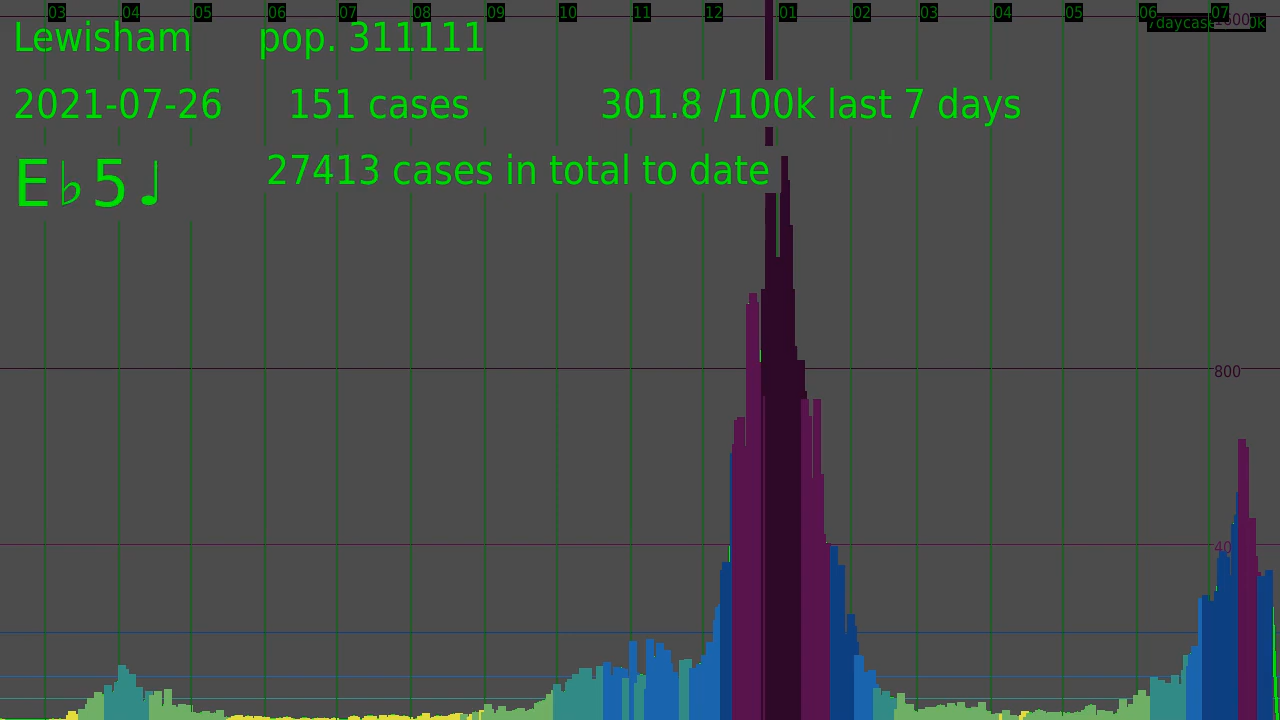 03 04 05 06 07 08 09 10 11 12 01 02 03 04 05 06 07
Lewisham pop. 311111
2021-07-26 151 cases 301.8 /100k last 7 days
E♭5♩ 27413 cases in total to date
800